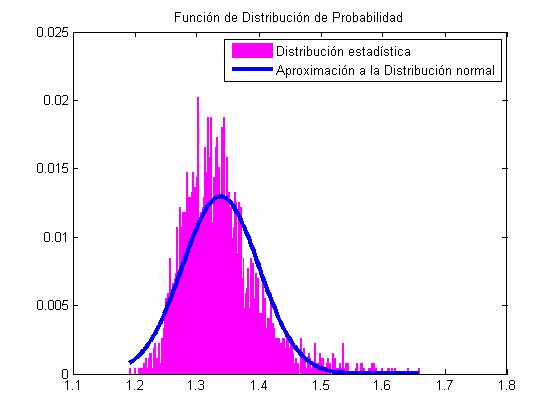 Función de Distribución de Probabilidad
Distribución estadística
Aproximación a la Distribución normal
0.025
0.02
0.015
0.01
0.005
0
1.1 1.2 1.3 1.4 1.5 1.6 1.7 1.8